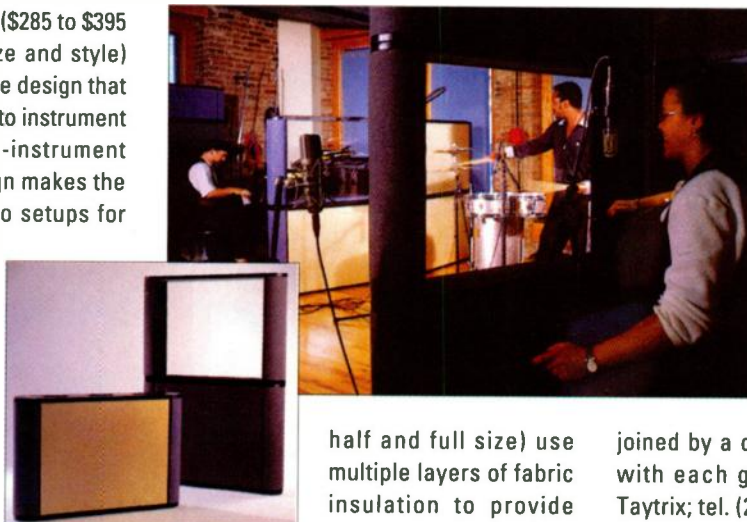 ($285 to $395
ze and style)
e design that
to instrument
-instrument
gn makes the
o setups for
half and full size) use
multiple layers of fabric
insulation to provide
joined by a
with each g
Taytrix; tel. (2